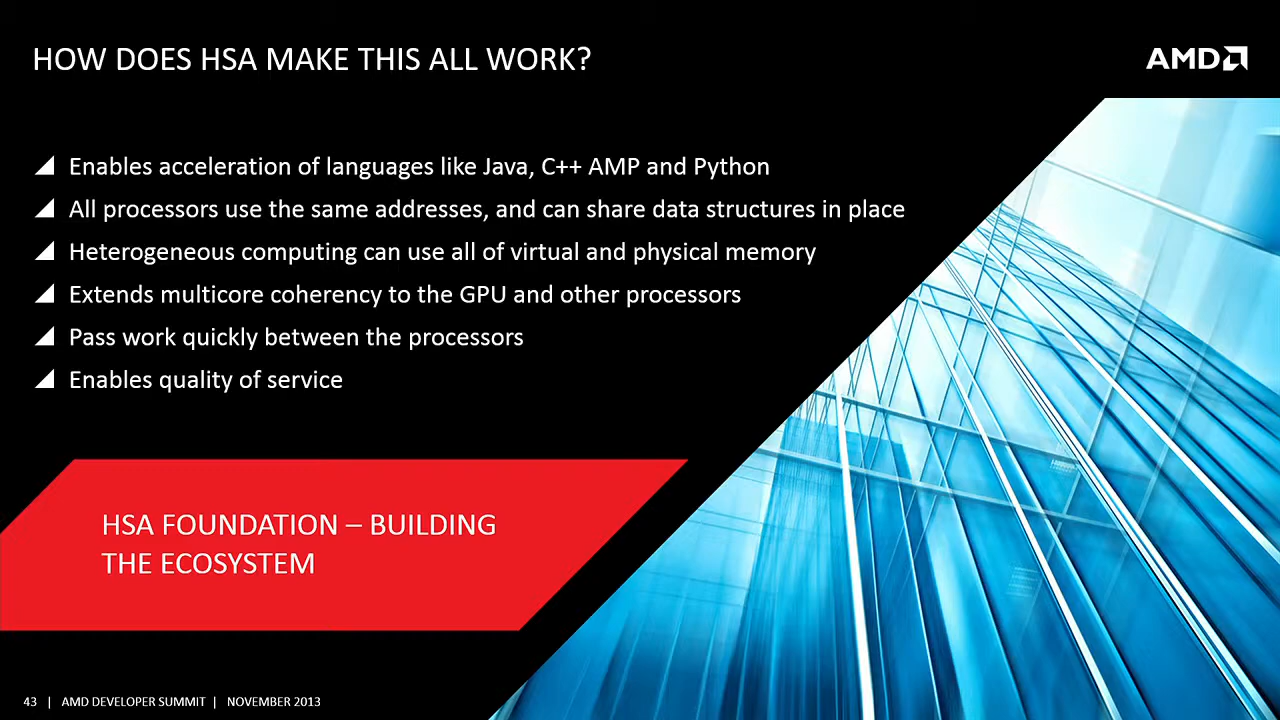 HOW DOES HSA MAKE THIS ALL WORK?
AMD
Enables acceleration of languages like Java, C++ AMP and Python
All processors use the same addresses, and can share data structures in place
Heterogeneous computing can use all of virtual and physical memory
Extends multicore coherency to the GPU and other processors
Pass work quickly between the processors
Enables quality of service
HSA FOUNDATION – BUILDING
THE ECOSYSTEM
43 | AMD DEVELOPER SUMMIT | NOVEMBER 2013